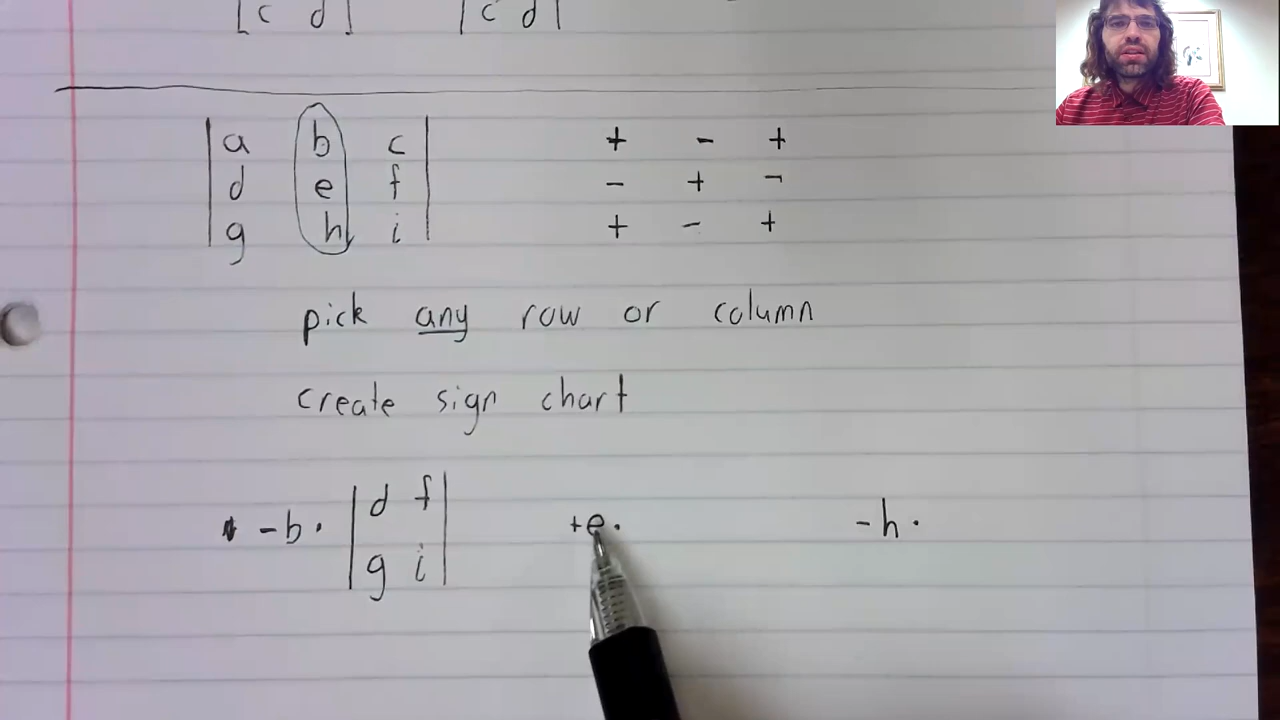 [c d] |c d|
|a b c| + - +
|d e f| - + -
|g h i| + - +
pick any row or column
create sign chart
- b · |d f| + e · - h ·
|g i|